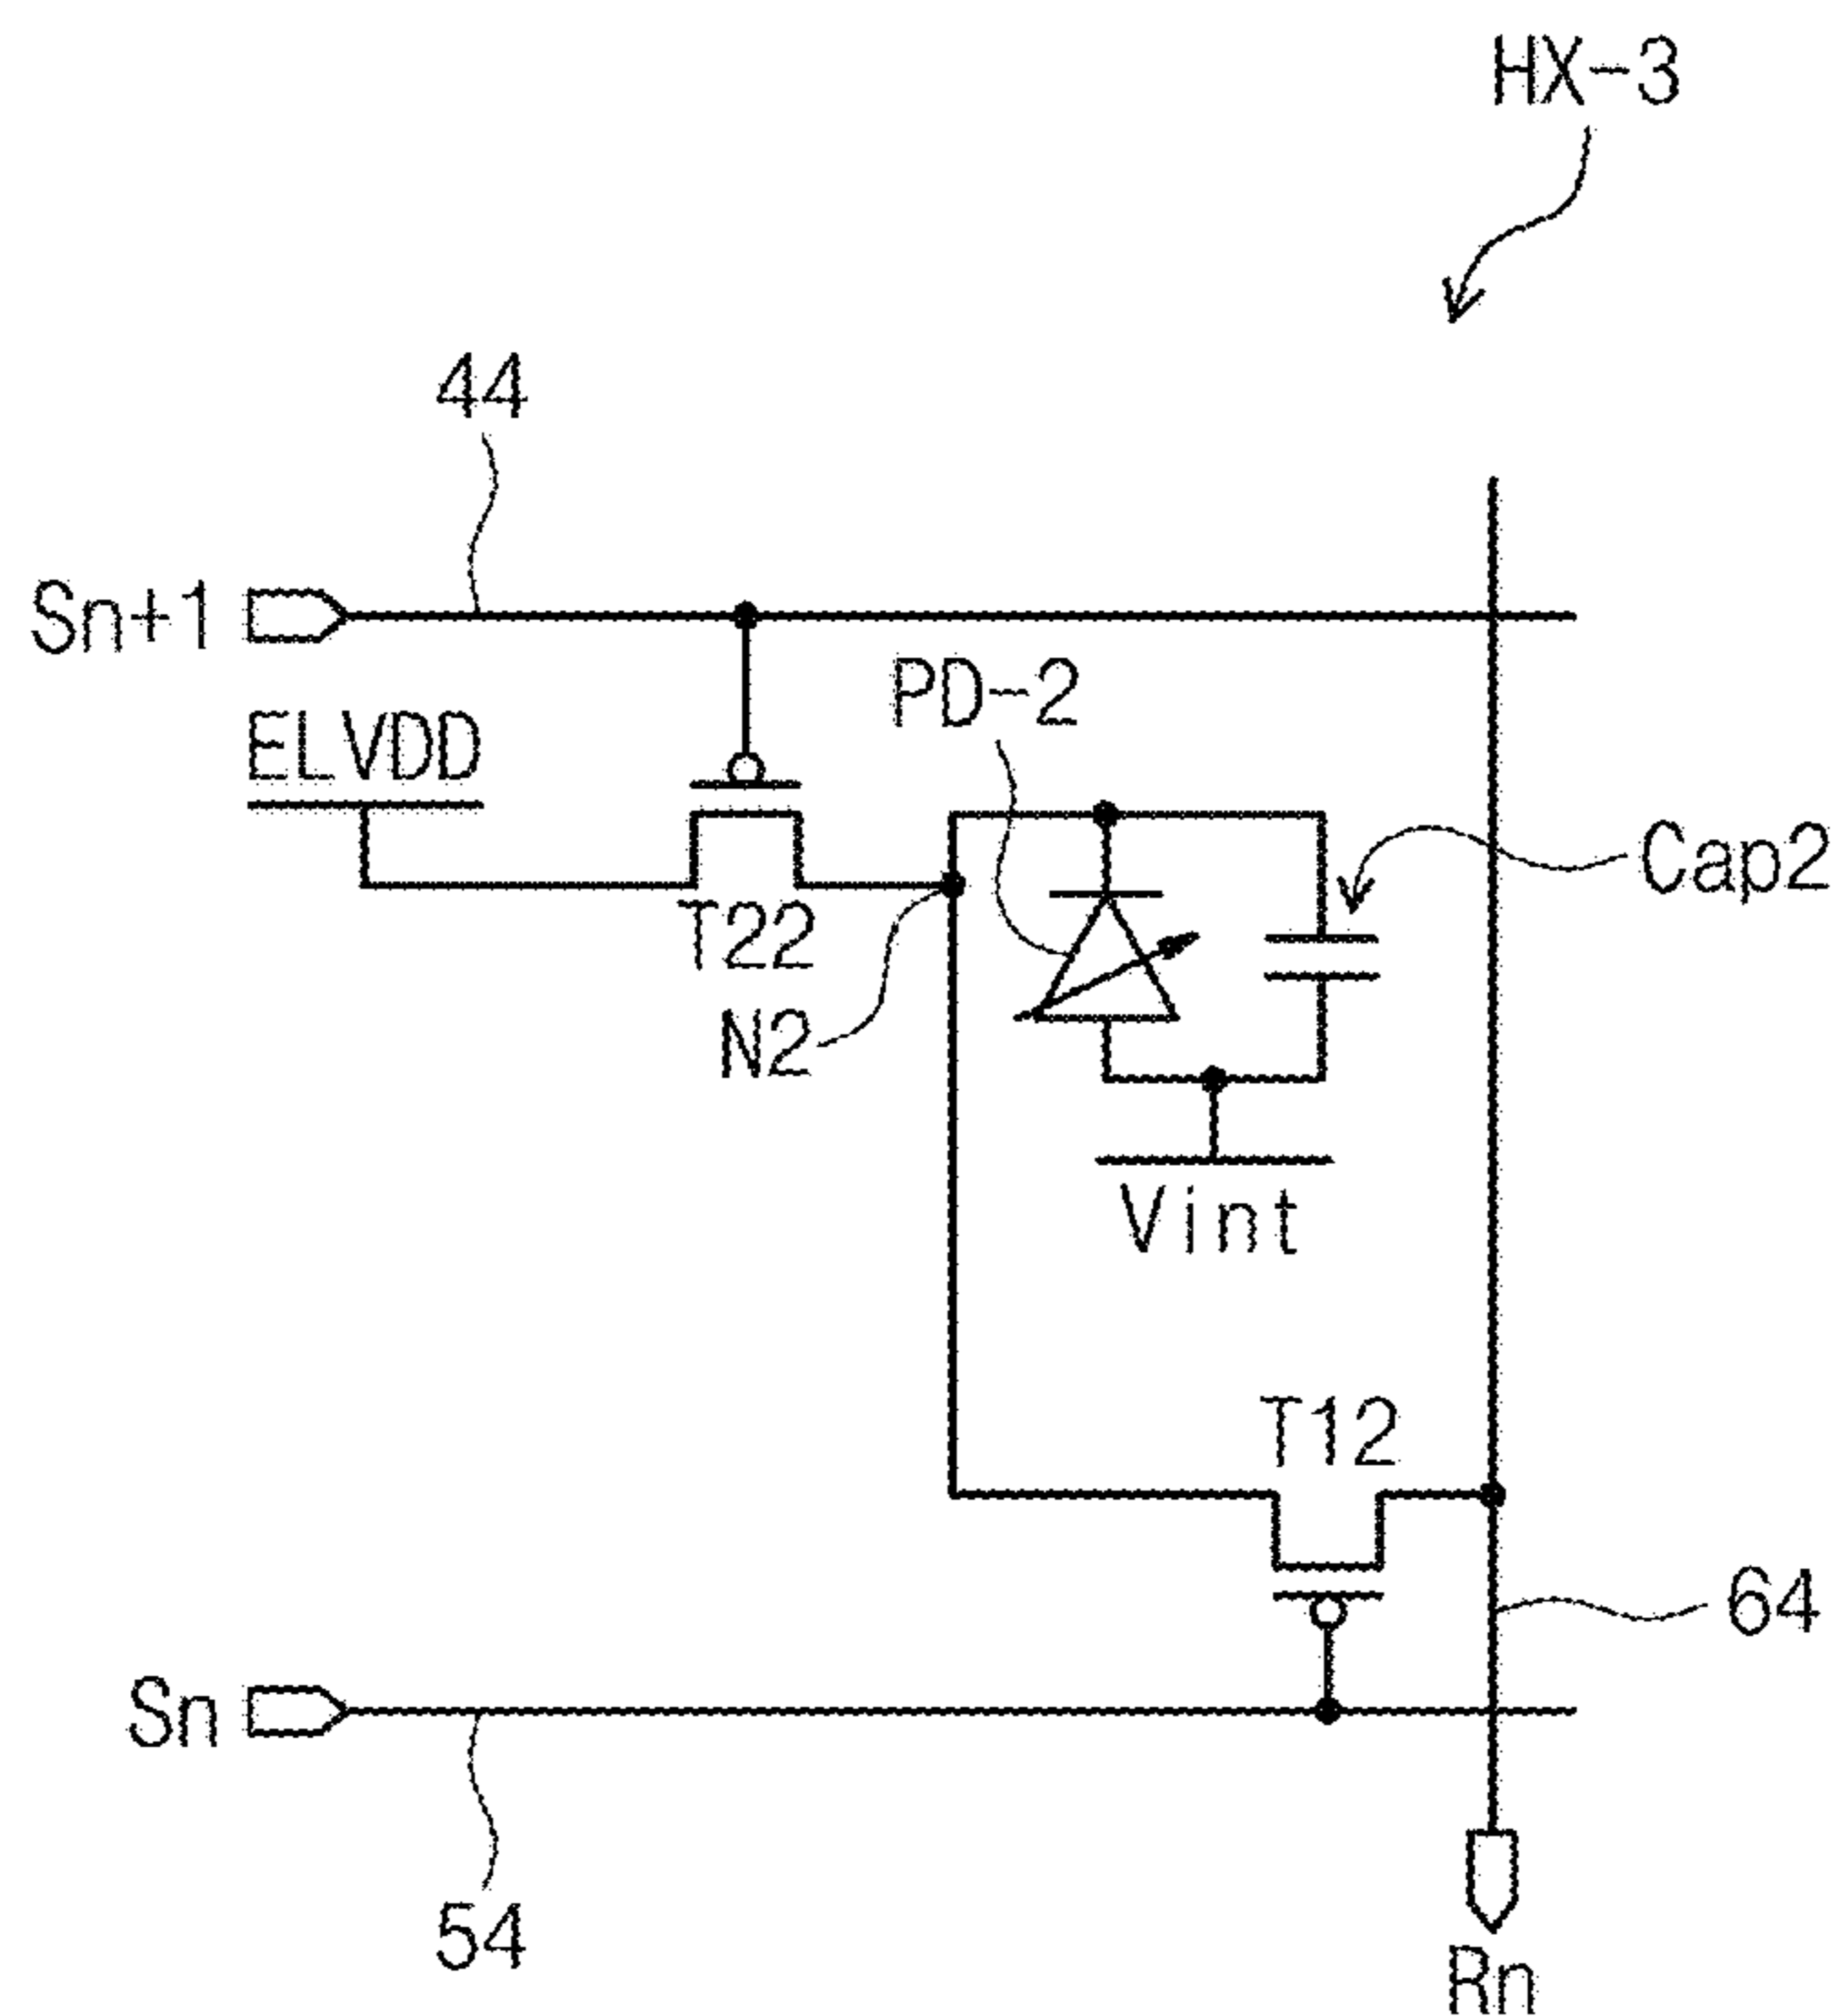 HX-3
44
Sn+1
PD-2
ELVDD
Cap2
T22
N2
Vint
T12
64
Sn
54
Rn